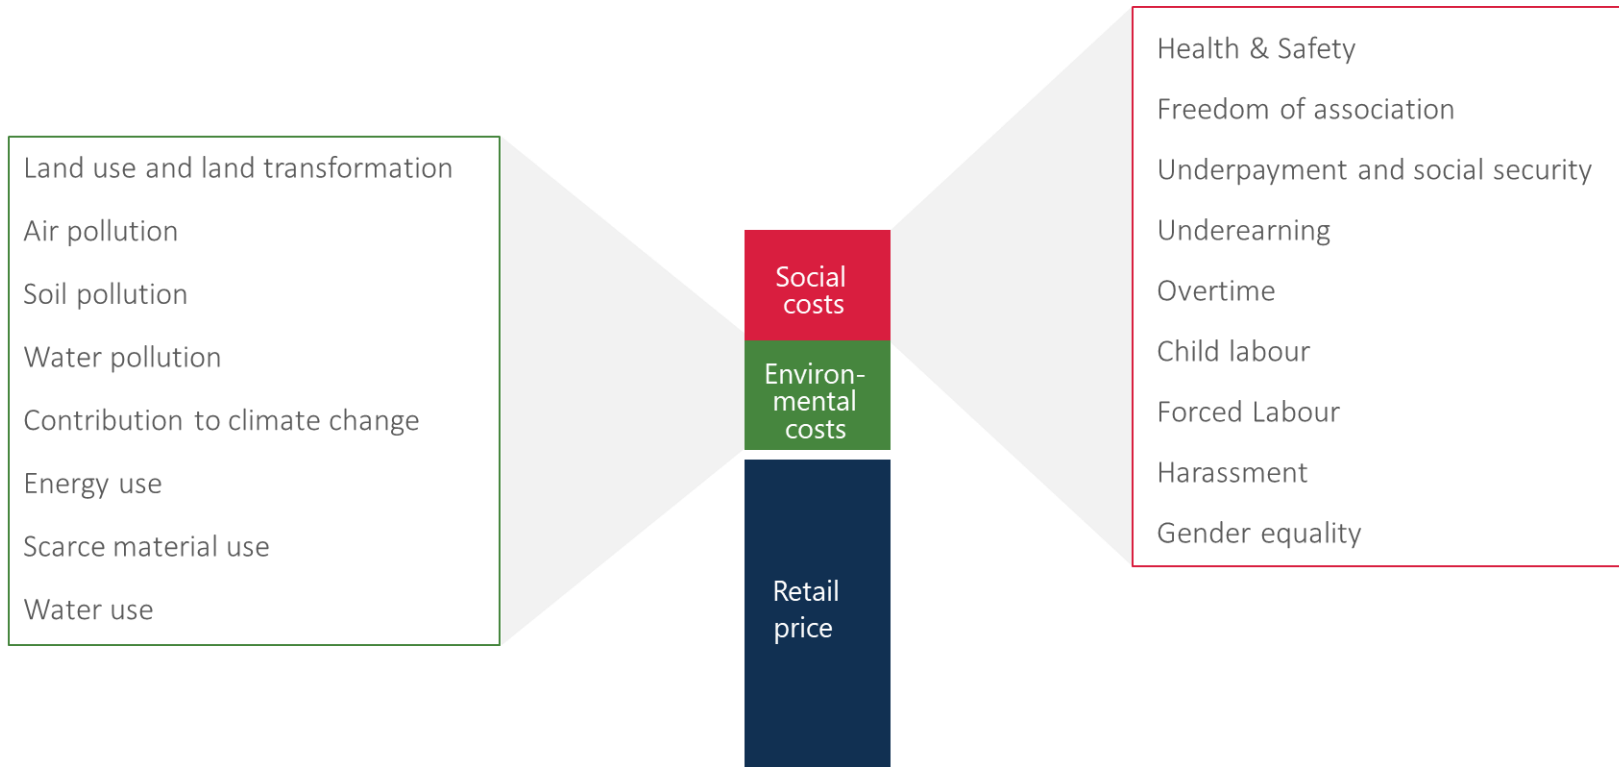 Land use and land transformation
Air pollution
Soil pollution
Water pollution
Contribution to climate change
Energy use
Scarce material use
Water use
Social
costs
Environ-
mental
costs
Retail
price
Health & Safety
Freedom of association
Underpayment and social security
Underearning
Overtime
Child labour
Forced Labour
Harassment
Gender equality